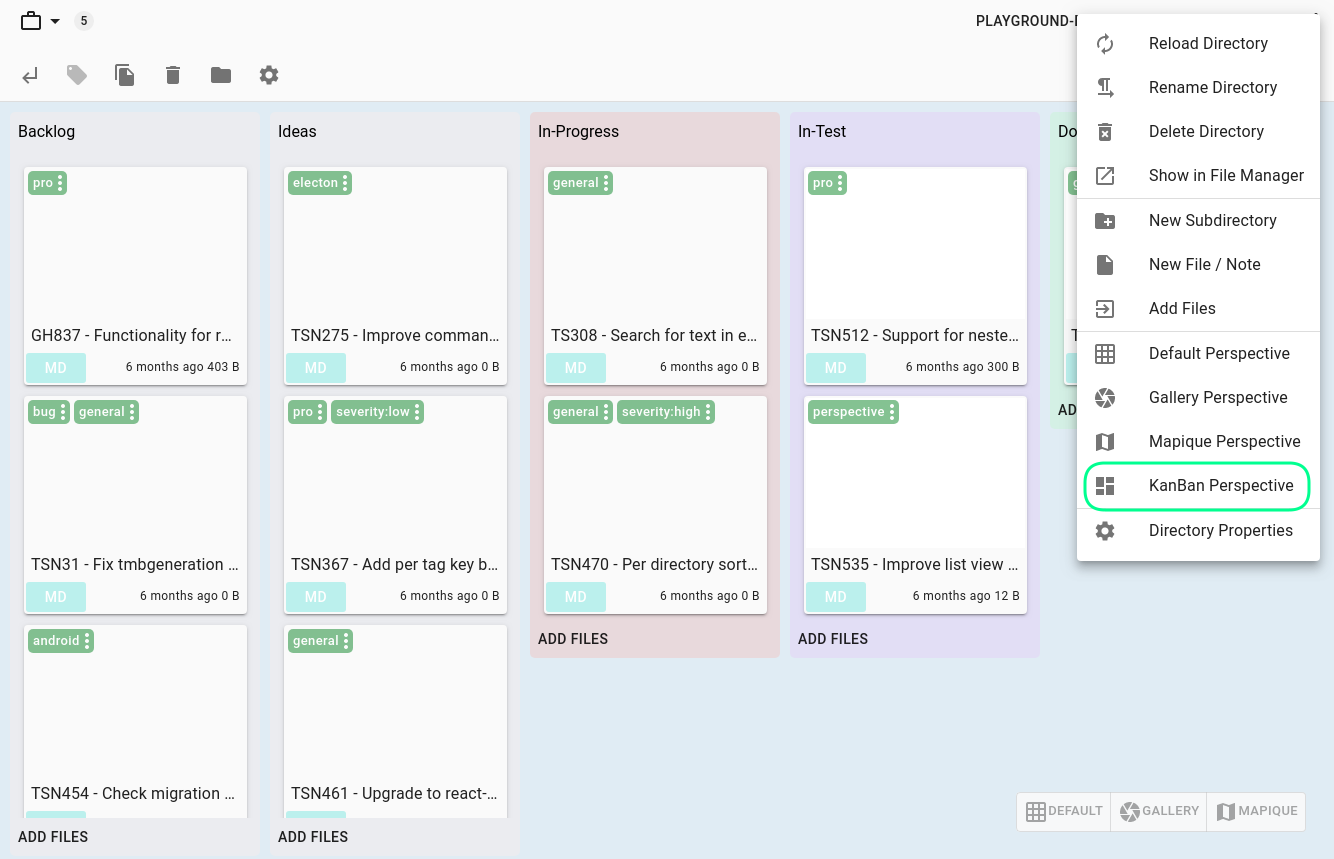 5
PLAYGROUND-
Backlog
pro
GH837 - Functionality for r…
MD 6 months ago 403 B
bug general
TSN31 - Fix tmbgeneration …
MD 6 months ago 0 B
android
TSN454 - Check migration …
ADD FILES
Ideas
electon
TSN275 - Improve comman…
MD 6 months ago 0 B
pro severity:low
TSN367 - Add per tag key b…
MD 6 months ago 0 B
general
TSN461 - Upgrade to react-…
ADD FILES
In-Progress
general
TS308 - Search for text in e…
MD 6 months ago 0 B
general severity:high
TSN470 - Per directory sort…
MD 6 months ago 0 B
ADD FILES
In-Test
pro
TSN512 - Support for neste…
MD 6 months ago 300 B
perspective
TSN535 - Improve list view …
MD 6 months ago 12 B
ADD FILES
Do
T
AD
Reload Directory
Rename Directory
Delete Directory
Show in File Manager
New Subdirectory
New File / Note
Add Files
Default Perspective
Gallery Perspective
Mapique Perspective
KanBan Perspective
Directory Properties
DEFAULT GALLERY MAPIQUE